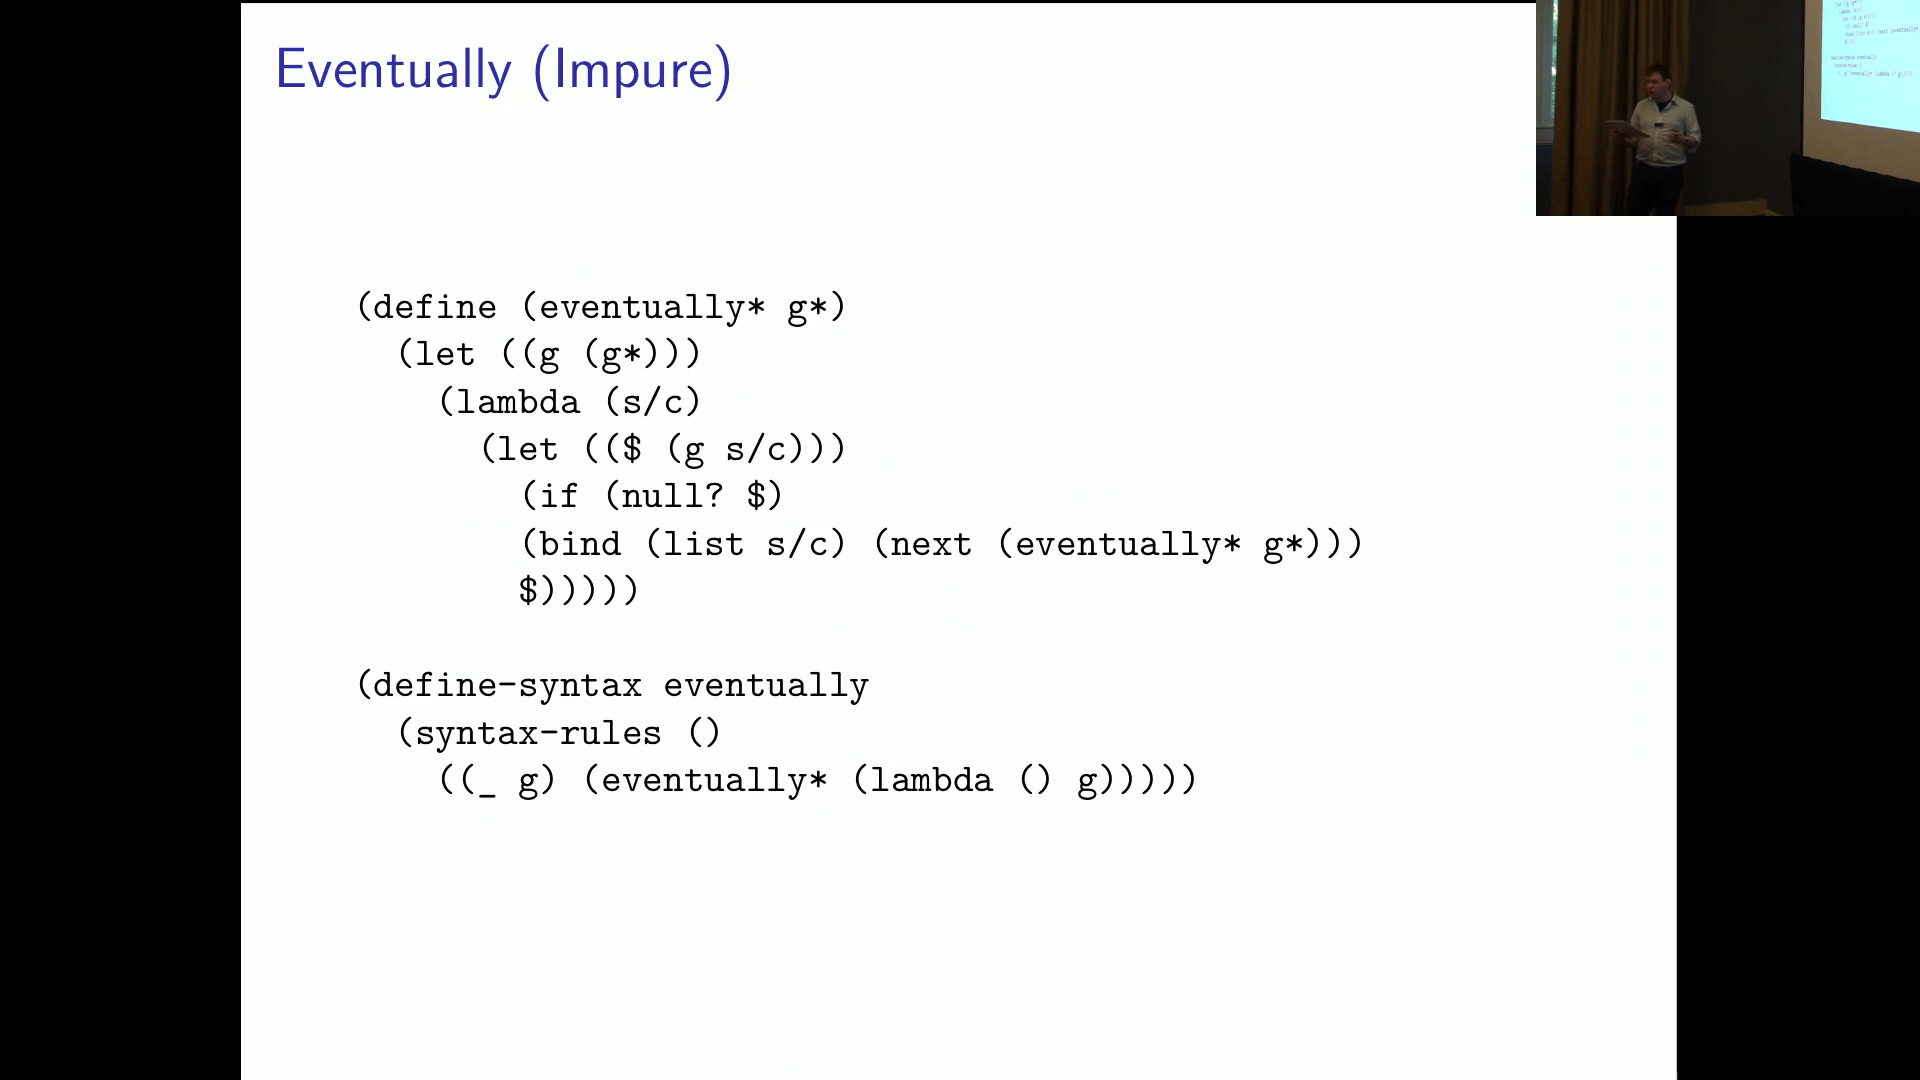 Eventually (Impure)
(define (eventually* g*)
(let ((g (g*)))
(lambda (s/c)
(let (($ (g s/c)))
(if (null? $)
(bind (list s/c) (next (eventually* g*)))
$)))))
(define-syntax eventually
(syntax-rules ()
((_ g) (eventually* (lambda () g)))))